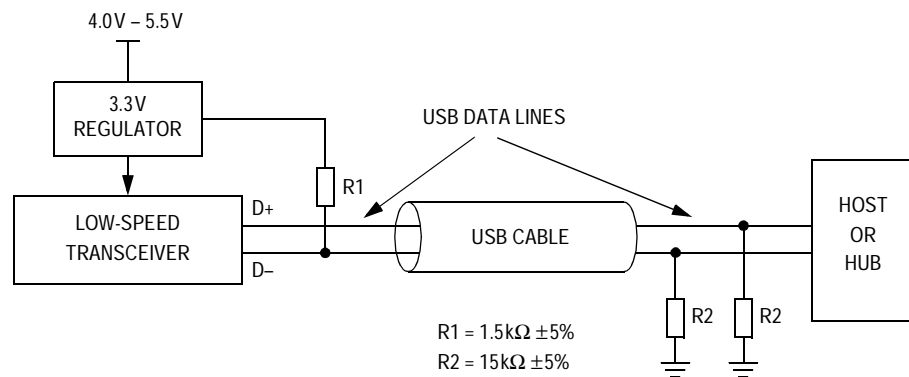 4.0V – 5.5V
3.3V
REGULATOR
USB DATA LINES
R1
LOW-SPEED
TRANSCEIVER
D+
D–
USB CABLE
HOST
OR
HUB
R2
R2
R1 = 1.5kΩ ±5%
R2 = 15kΩ ±5%